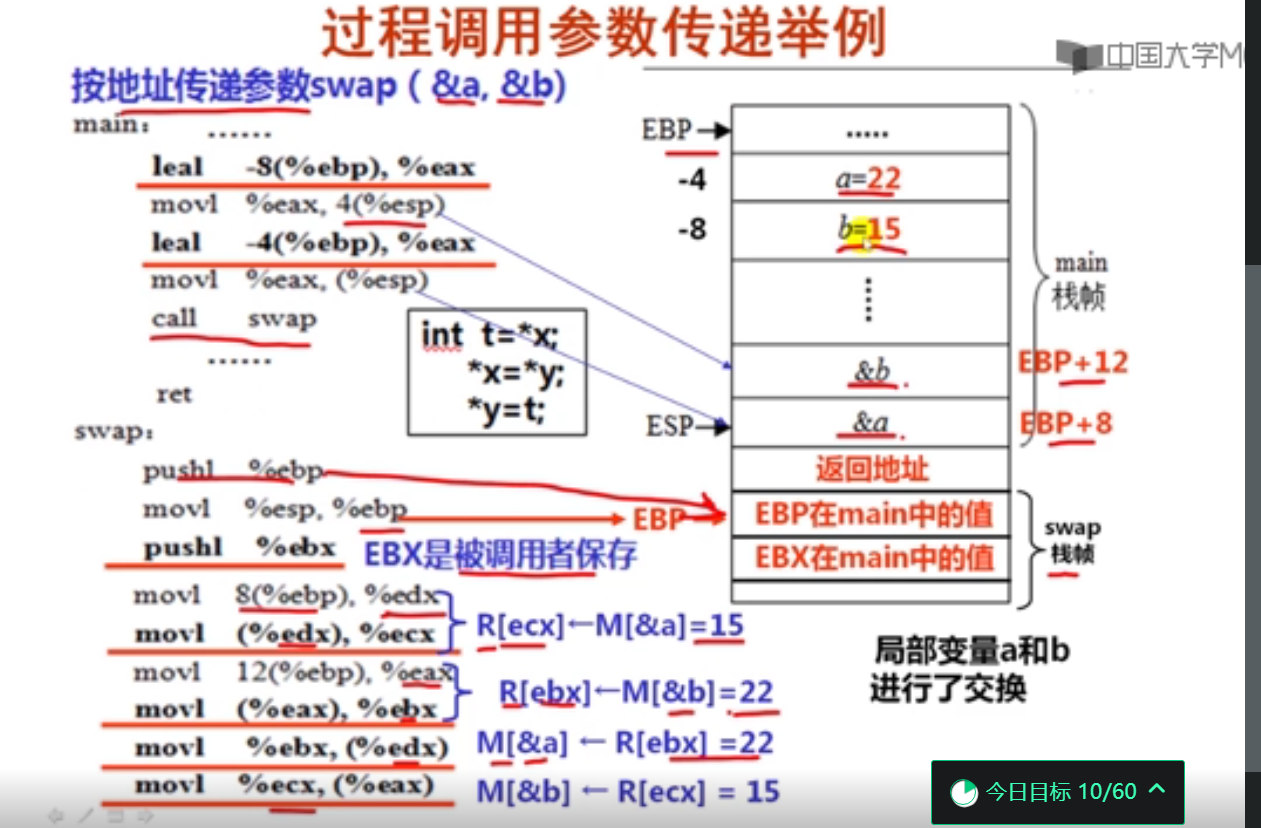 过程调用参数传递举例
中国大学M
按地址传递参数swap（&a, &b)
main:
......
leal -8(%ebp), %eax
movl %eax, 4(%esp)
leal -4(%ebp), %eax
movl %eax, (%esp)
call swap
......
ret
int t=*x;
*x=*y;
*y=t;
swap:
pushl %ebp
movl %esp, %ebp
pushl %ebx
EBX是被调用者保存
movl 8(%ebp), %edx
movl (%edx), %ecx
R[ecx]←M[&a]=15
movl 12(%ebp), %eax
movl (%eax), %ebx
R[ebx]←M[&b]=22
movl %ebx, (%edx)
M[&a] ← R[ebx] =22
movl %ecx, (%eax)
M[&b] ← R[ecx] = 15
EBP
.....
-4
a=22
-8
b=15
......
main
栈帧
&b
EBP+12
ESP
&a
EBP+8
返回地址
EBP
EBP在main中的值
EBX在main中的值
swap
栈帧
局部变量a和b
进行了交换
今日目标 10/60